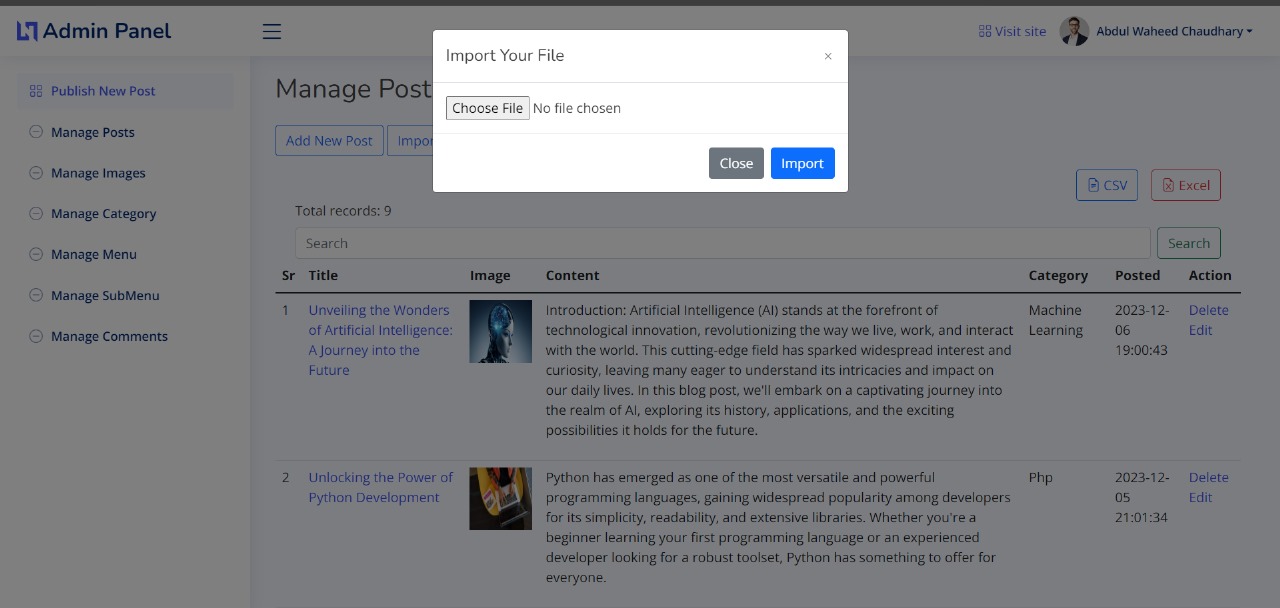 Admin Panel
Visit site
Abdul Waheed Chaudhary
Import Your File
×
Choose File No file chosen
Close
Import
Publish New Post
Manage Posts
Manage Images
Manage Category
Manage Menu
Manage SubMenu
Manage Comments
Manage Post
Add New Post
Impor
CSV
Excel
Total records: 9
Search
Search
Sr Title Image Content Category Posted Action
1
Unveiling the Wonders
of Artificial Intelligence:
A Journey into the
Future
Introduction: Artificial Intelligence (AI) stands at the forefront of
technological innovation, revolutionizing the way we live, work, and interact
with the world. This cutting-edge field has sparked widespread interest and
curiosity, leaving many eager to understand its intricacies and impact on
our daily lives. In this blog post, we'll embark on a captivating journey into
the realm of AI, exploring its history, applications, and the exciting
possibilities it holds for the future.
Machine
Learning
2023-12-
06
19:00:43
Delete
Edit
2
Unlocking the Power of
Python Development
Python has emerged as one of the most versatile and powerful
programming languages, gaining widespread popularity among developers
for its simplicity, readability, and extensive libraries. Whether you're a
beginner learning your first programming language or an experienced
developer looking for a robust toolset, Python has something to offer for
everyone.
Php
2023-12-
05
21:01:34
Delete
Edit